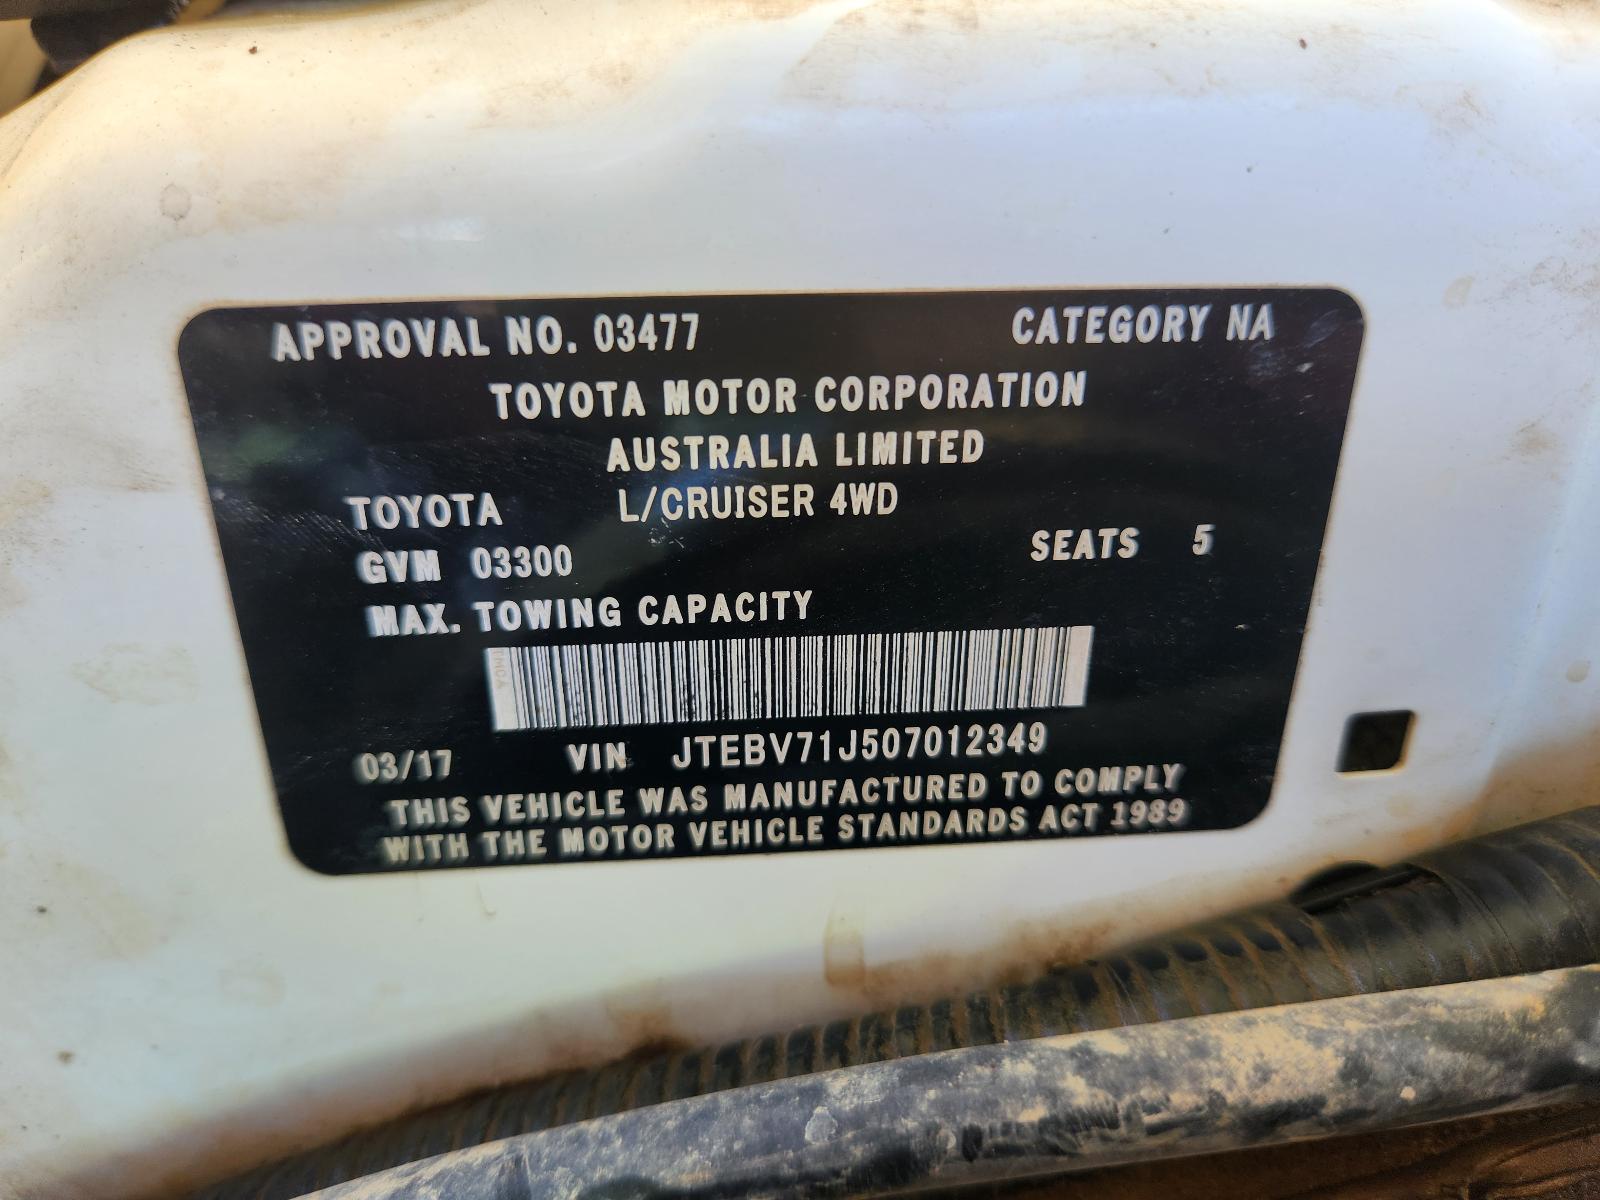 APPROVAL NO. 03477 CATEGORY NA
TOYOTA MOTOR CORPORATION
AUSTRALIA LIMITED
TOYOTA L/CRUISER 4WD
GVM 03300 SEATS 5
MAX. TOWING CAPACITY
TMCA
03/17 VIN JTEBV71J507012349
THIS VEHICLE WAS MANUFACTURED TO COMPLY
WITH THE MOTOR VEHICLE STANDARDS ACT 1989